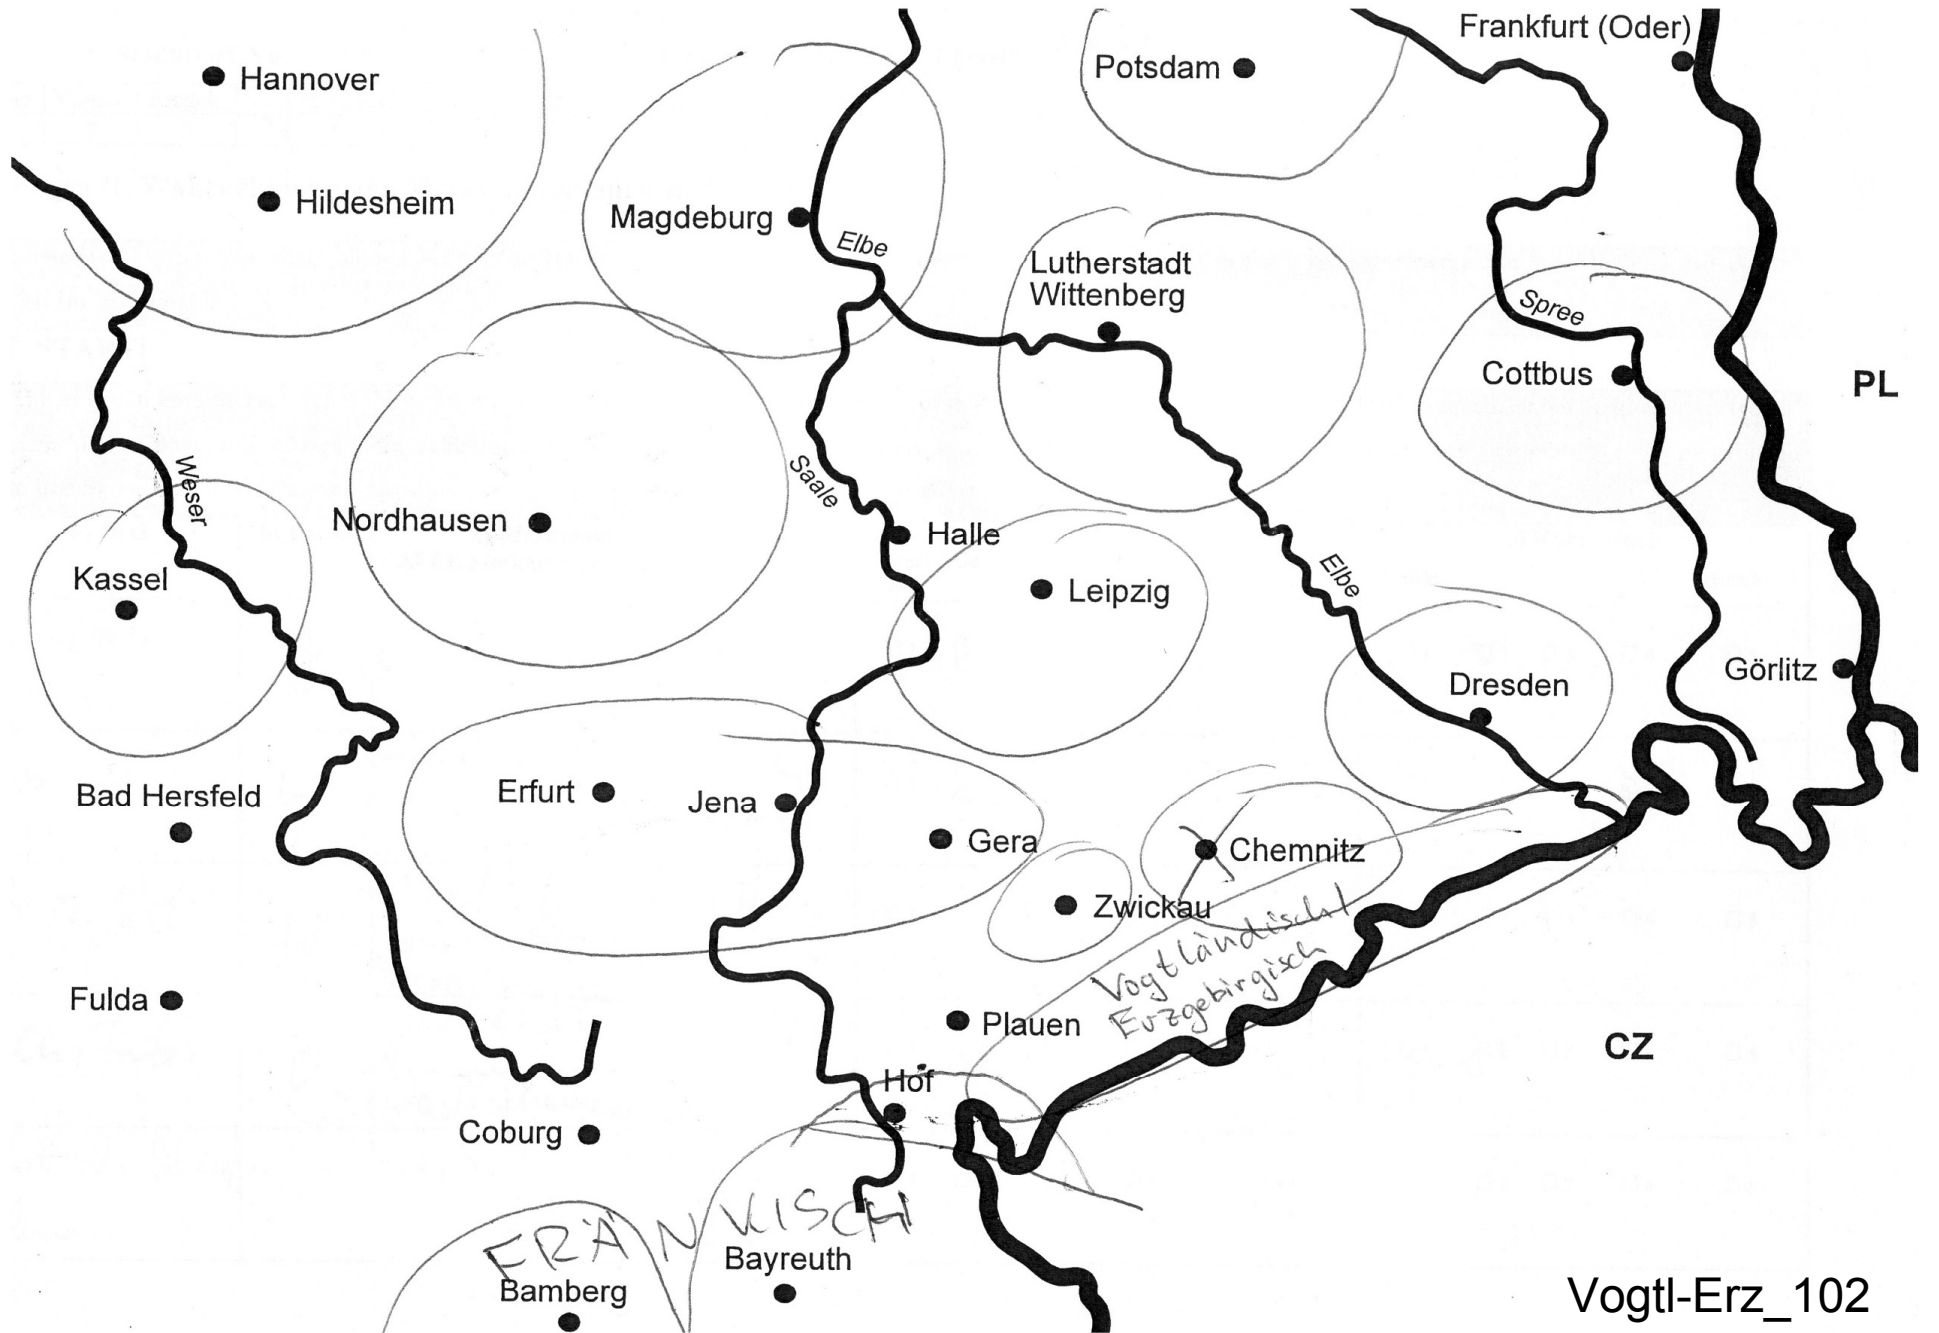 Frankfurt (Oder)
Potsdam
Hannover
Hildesheim
Magdeburg
Elbe
Lutherstadt
Wittenberg
Spree
Cottbus
PL
Weser
Saale
Nordhausen
Halle
Kassel
Leipzig
Elbe
Görlitz
Dresden
Bad Hersfeld
Erfurt
Jena
Gera
Chemnitz
Zwickau
Vogtländisch/
Erzgebirgisch
Fulda
Plauen
CZ
Hof
Coburg
FRÄNKISCH
Bayreuth
Bamberg
Vogtl-Erz_102